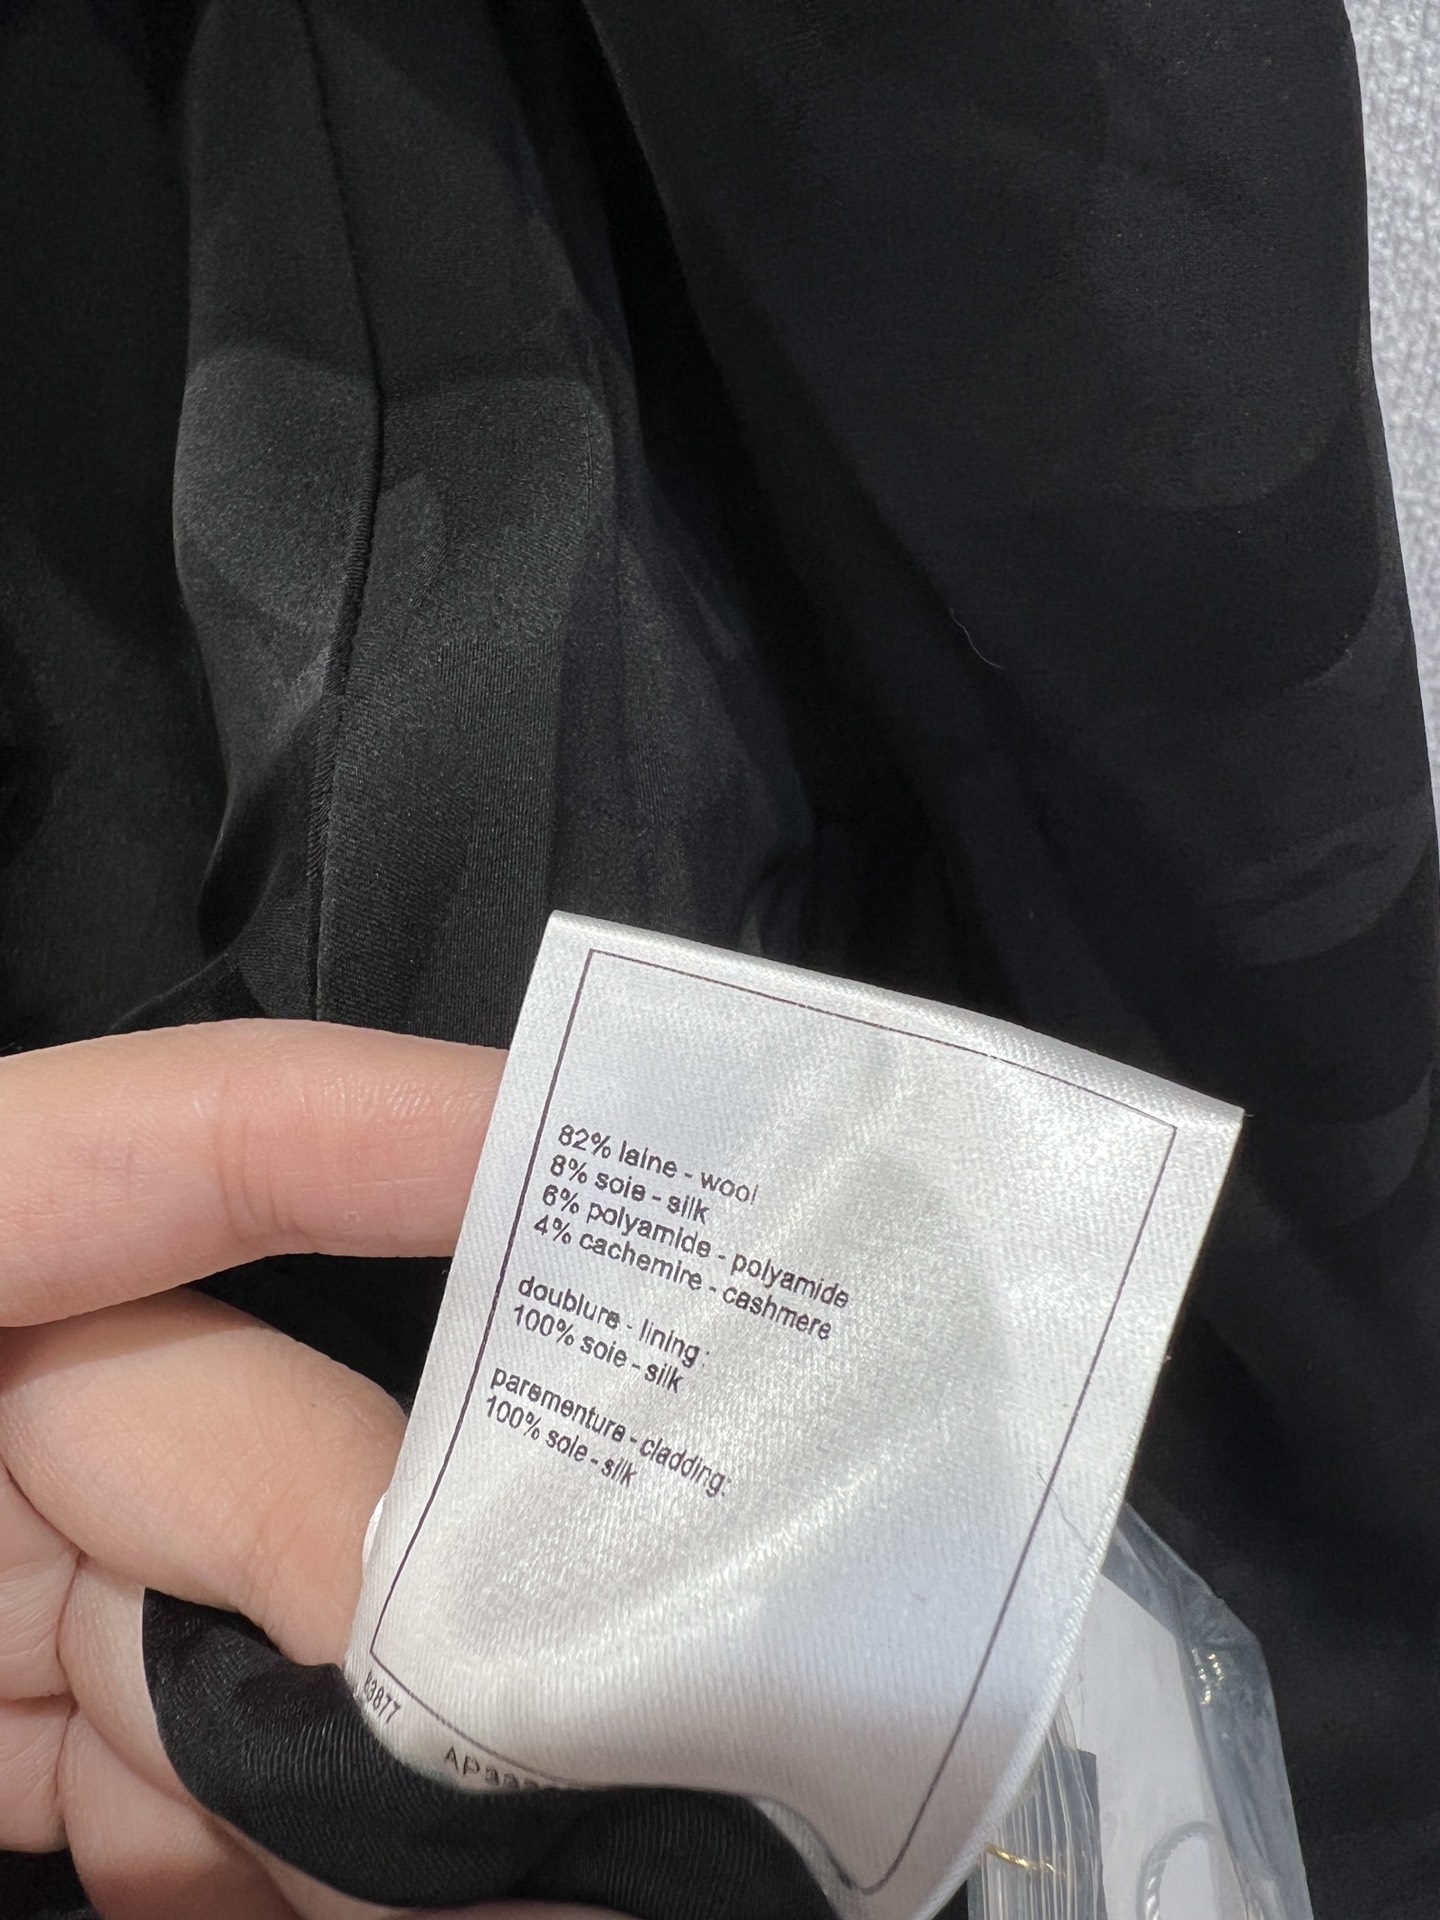 82% laine - wool
8% soie - silk
6% polyamide - polyamide
4% cachemire - cashmere
doublure - lining:
100% soie - silk
parementure - cladding:
100% soie - silk
83877